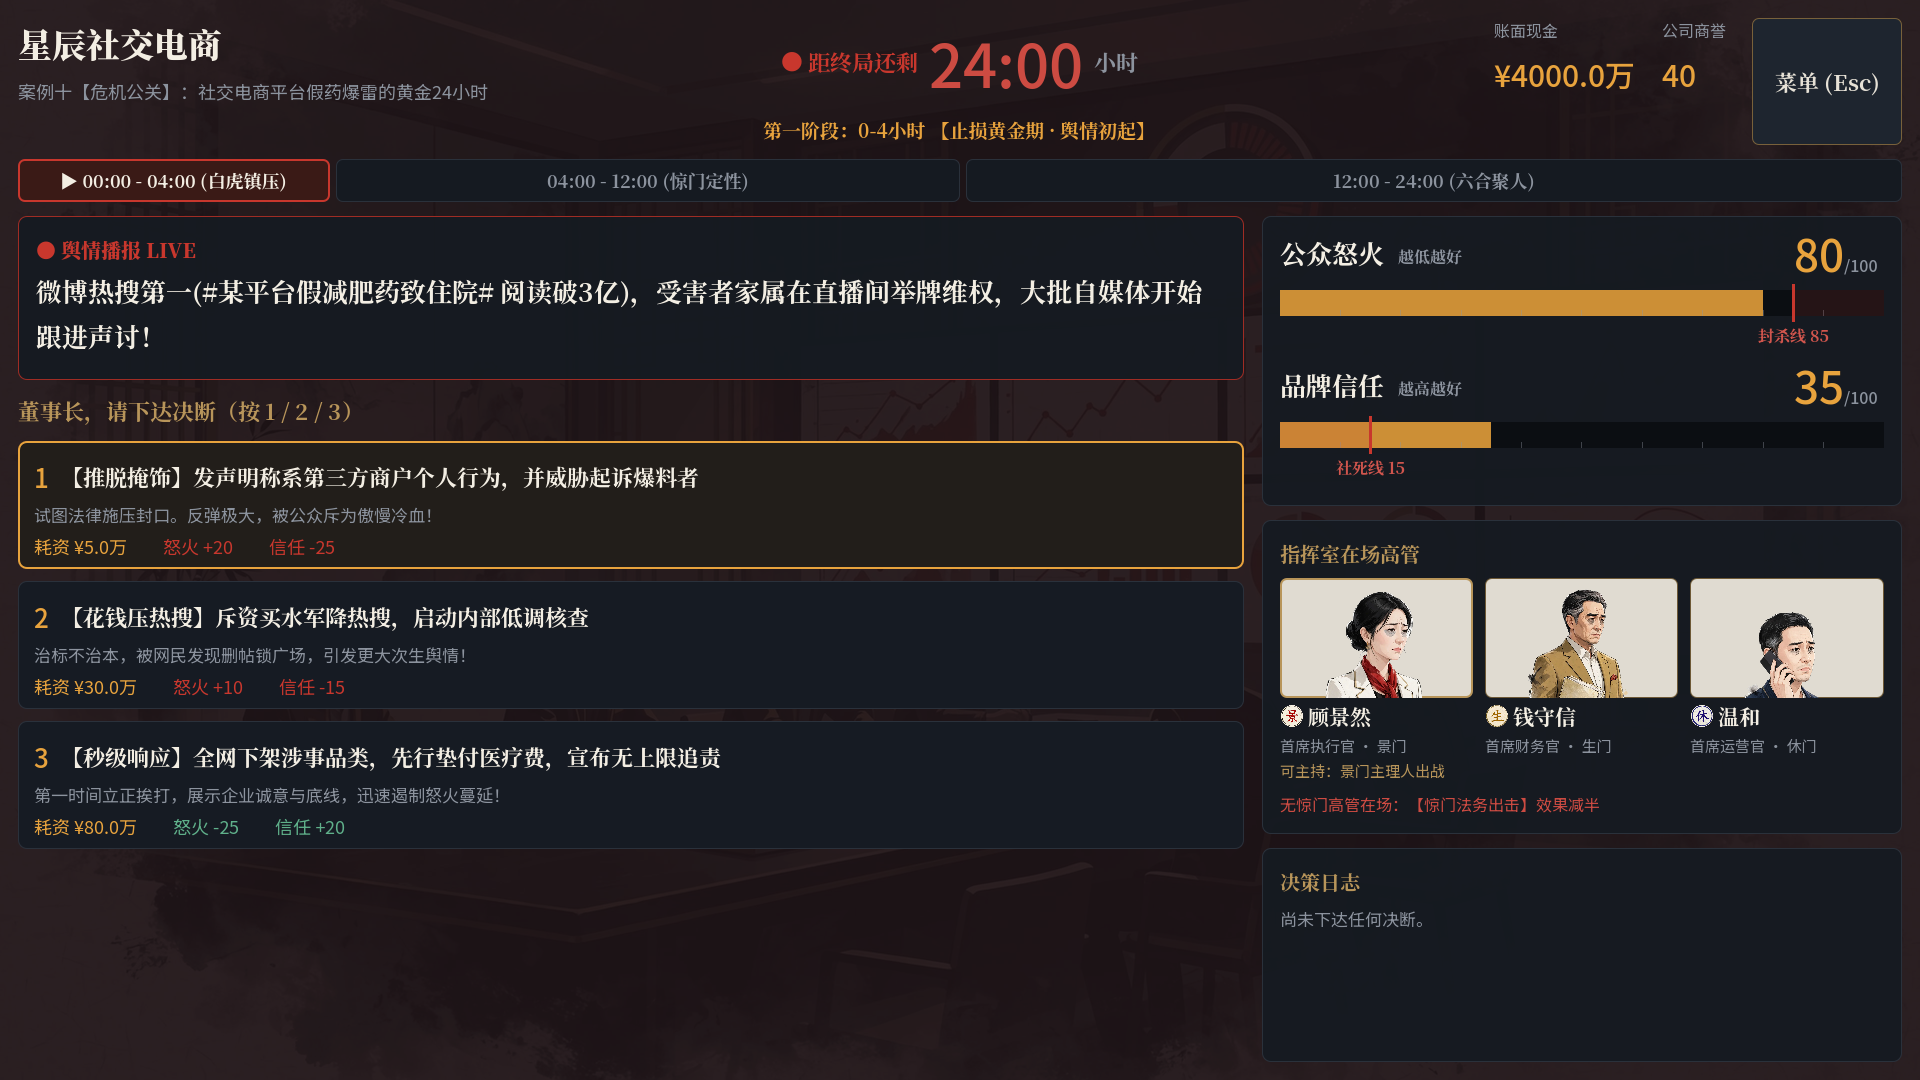 星辰社交电商
案例十【危机公关】：社交电商平台假药爆雷的黄金24小时
距终局还剩 24:00 小时
第一阶段：0-4小时 【止损黄金期 · 舆情初起】
账面现金
¥4000.0万
公司商誉
40
菜单 (Esc)
▶ 00:00 - 04:00 (白虎镇压)
04:00 - 12:00 (惊门定性)
12:00 - 24:00 (六合聚人)
舆情播报 LIVE
微博热搜第一(#某平台假减肥药致住院# 阅读破3亿)，受害者家属在直播间举牌维权，大批自媒体开始
跟进声讨！
董事长，请下达决断（按 1 / 2 / 3）
1 【推脱掩饰】发声明称系第三方商户个人行为，并威胁起诉爆料者
试图法律施压封口。反弹极大，被公众斥为傲慢冷血！
耗资 ¥5.0万 怒火 +20 信任 -25
2 【花钱压热搜】斥资买水军降热搜，启动内部低调核查
治标不治本，被网民发现删帖锁广场，引发更大次生舆情！
耗资 ¥30.0万 怒火 +10 信任 -15
3 【秒级响应】全网下架涉事品类，先行垫付医疗费，宣布无上限追责
第一时间立正挨打，展示企业诚意与底线，迅速遏制怒火蔓延！
耗资 ¥80.0万 怒火 -25 信任 +20
公众怒火 越低越好 80/100
封杀线 85
品牌信任 越高越好 35/100
社死线 15
指挥室在场高管
景 顾景然
首席执行官 · 景门
可主持：景门主理人出战
生 钱守信
首席财务官 · 生门
休 温和
首席运营官 · 休门
无惊门高管在场：【惊门法务出击】效果减半
决策日志
尚未下达任何决断。